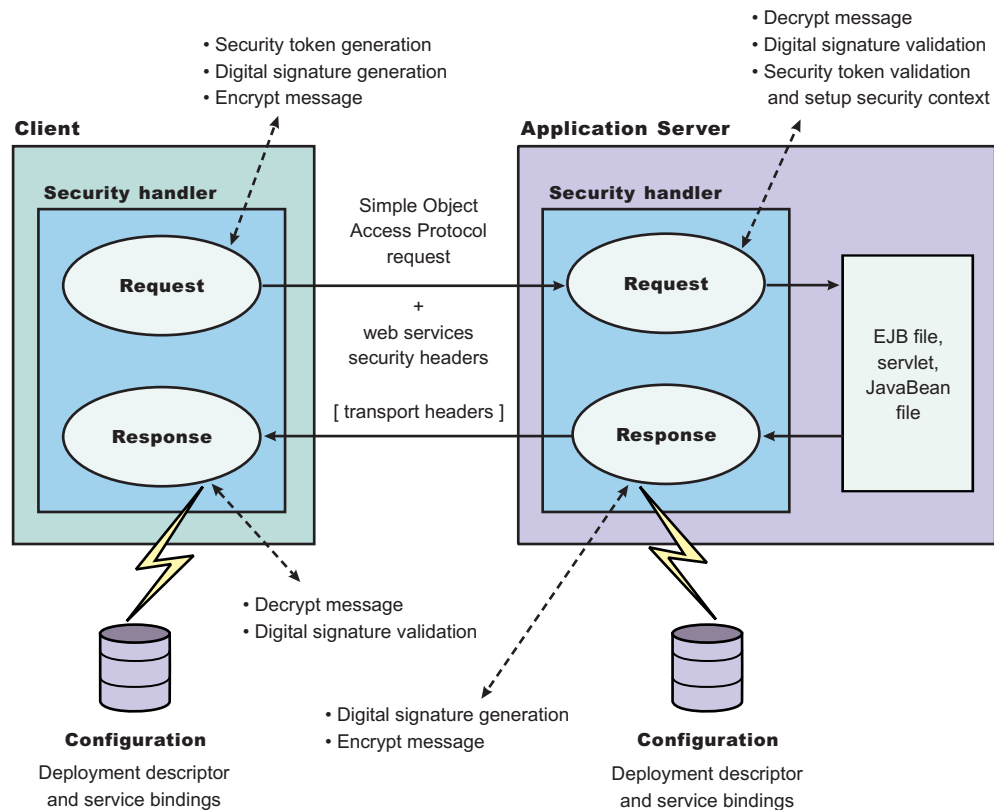 • Security token generation
• Digital signature generation
• Encrypt message
• Decrypt message
• Digital signature validation
• Security token validation
and setup security context
Client
Application Server
Security handler
Security handler
Simple Object
Access Protocol
request
Request
Request
+
web services
security headers
EJB file,
servlet,
JavaBean
file
[ transport headers ]
Response
Response
• Decrypt message
• Digital signature validation
• Digital signature generation
• Encrypt message
Configuration
Deployment descriptor
and service bindings
Configuration
Deployment descriptor
and service bindings